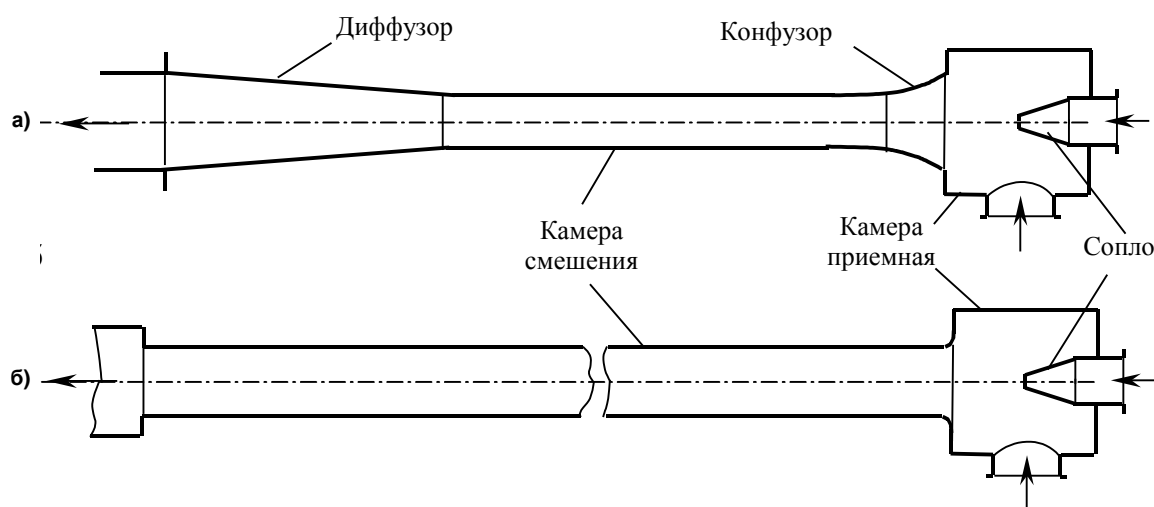 Диффузор
Конфузор
а)
Камера
смешения
Камера
приемная
Сопло
б)